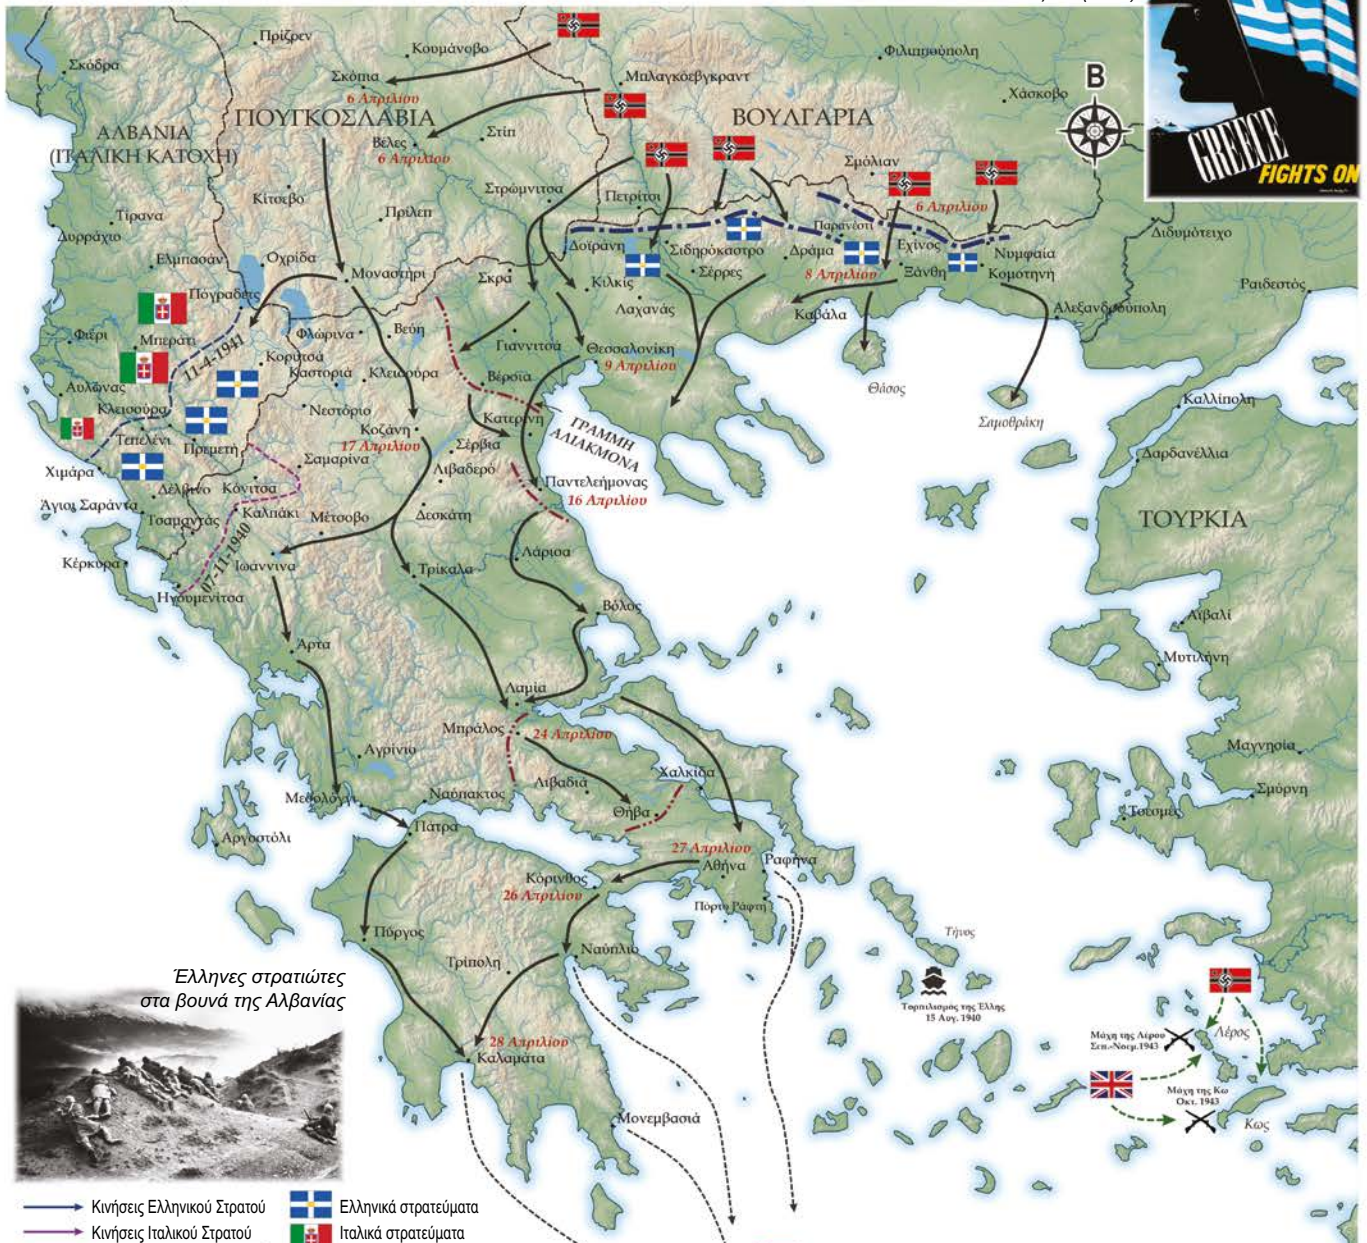 Πρίζρεν
Κουμάνοβο
Σκόδρα
Σκόπια
6 Απριλίου
Μπλαγκόεβγκραντ
Φιλιππούπολη
Χάσκοβο
Β
GREECE
FIGHTS ON
ΓΙΟΥΓΚΟΣΛΑΒΙΑ
ΒΟΥΛΓΑΡΙΑ
ΑΛΒΑΝΙΑ
(ΙΤΑΛΙΚΗ ΚΑΤΟΧΗ)
Βέλες
6 Απριλίου
Στίπ
Σμόλιαν
6 Απριλίου
Κίτσεβο
Στρώμνιτσα
Πετρίτσι
Τίρανα
Πρίλεπ
Δυρράχιο
Παρανέστι
Διδυμότειχο
Δοϊράνη
Σιδηρόκαστρο
Δράμα
Εχίνος
Νυμφαία
Ελμπασάν
Οχρίδα
Μοναστήρι
Σκρα
Σέρρες
8 Απριλίου
Ξάνθη
Κομοτηνή
Κιλκίς
Πόγραδετς
Λαχανάς
Καβάλα
Αλεξανδρούπολη
Ραιδεστός
Φιέρι
Μπεράτι
11-4-1941
Φλώρινα
Βεύη
Γιαννιτσά
Θεσσαλονίκη
9 Απριλίου
Κορυτσά
Καστοριά
Κλεισούρα
Βέροια
Θάσος
Αυλώνας
Κλεισούρα
Νεστόριο
Κατερίνη
Σαμοθράκη
Καλλίπολη
Κοζάνη
17 Απριλίου
ΓΡΑΜΜΗ
ΑΛΙΑΚΜΟΝΑ
Τεπελένι
Πρεμετή
Σέρβια
Δαρδανέλλια
Χιμάρα
Σαμαρίνα
Λιβαδερό
Παντελεήμονας
16 Απριλίου
Δέλβινο
Κόνιτσα
Άγιοι Σαράντα
Τσαμαντάς
Καλπάκι
Μέτσοβο
Δεσκάτη
ΤΟΥΡΚΙΑ
Κέρκυρα
07-11-1940
Ιωάννινα
Λάρισα
Τρίκαλα
Ηγουμενίτσα
Βόλος
Αϊβαλί
Άρτα
Μυτιλήνη
Λαμία
Μπράλος
24 Απριλίου
Αγρίνιο
Μαγνησία
Λιβαδιά
Χαλκίδα
Μεσολόγγι
Ναύπακτος
Θήβα
Σμύρνη
Τσεσμές
Αργοστόλι
Πάτρα
27 Απριλίου
Αθήνα
Ραφήνα
Κόρινθος
26 Απριλίου
Πόρτο Ράφτη
Πύργος
Ναύπλιο
Τήνος
Τρίπολη
Έλληνες στρατιώτες
στα βουνά της Αλβανίας
Τορπιλισμός της Έλλης
15 Αυγ. 1940
Μάχη της Λέρου
Σεπ.-Νοεμ.1943
Λέρος
28 Απριλίου
Καλαμάτα
Μάχη της Κω
Οκτ. 1943
Κως
Μονεμβασιά
Κινήσεις Ελληνικού Στρατού
Ελληνικά στρατεύματα
Κινήσεις Ιταλικού Στρατού
Ιταλικά στρατεύματα